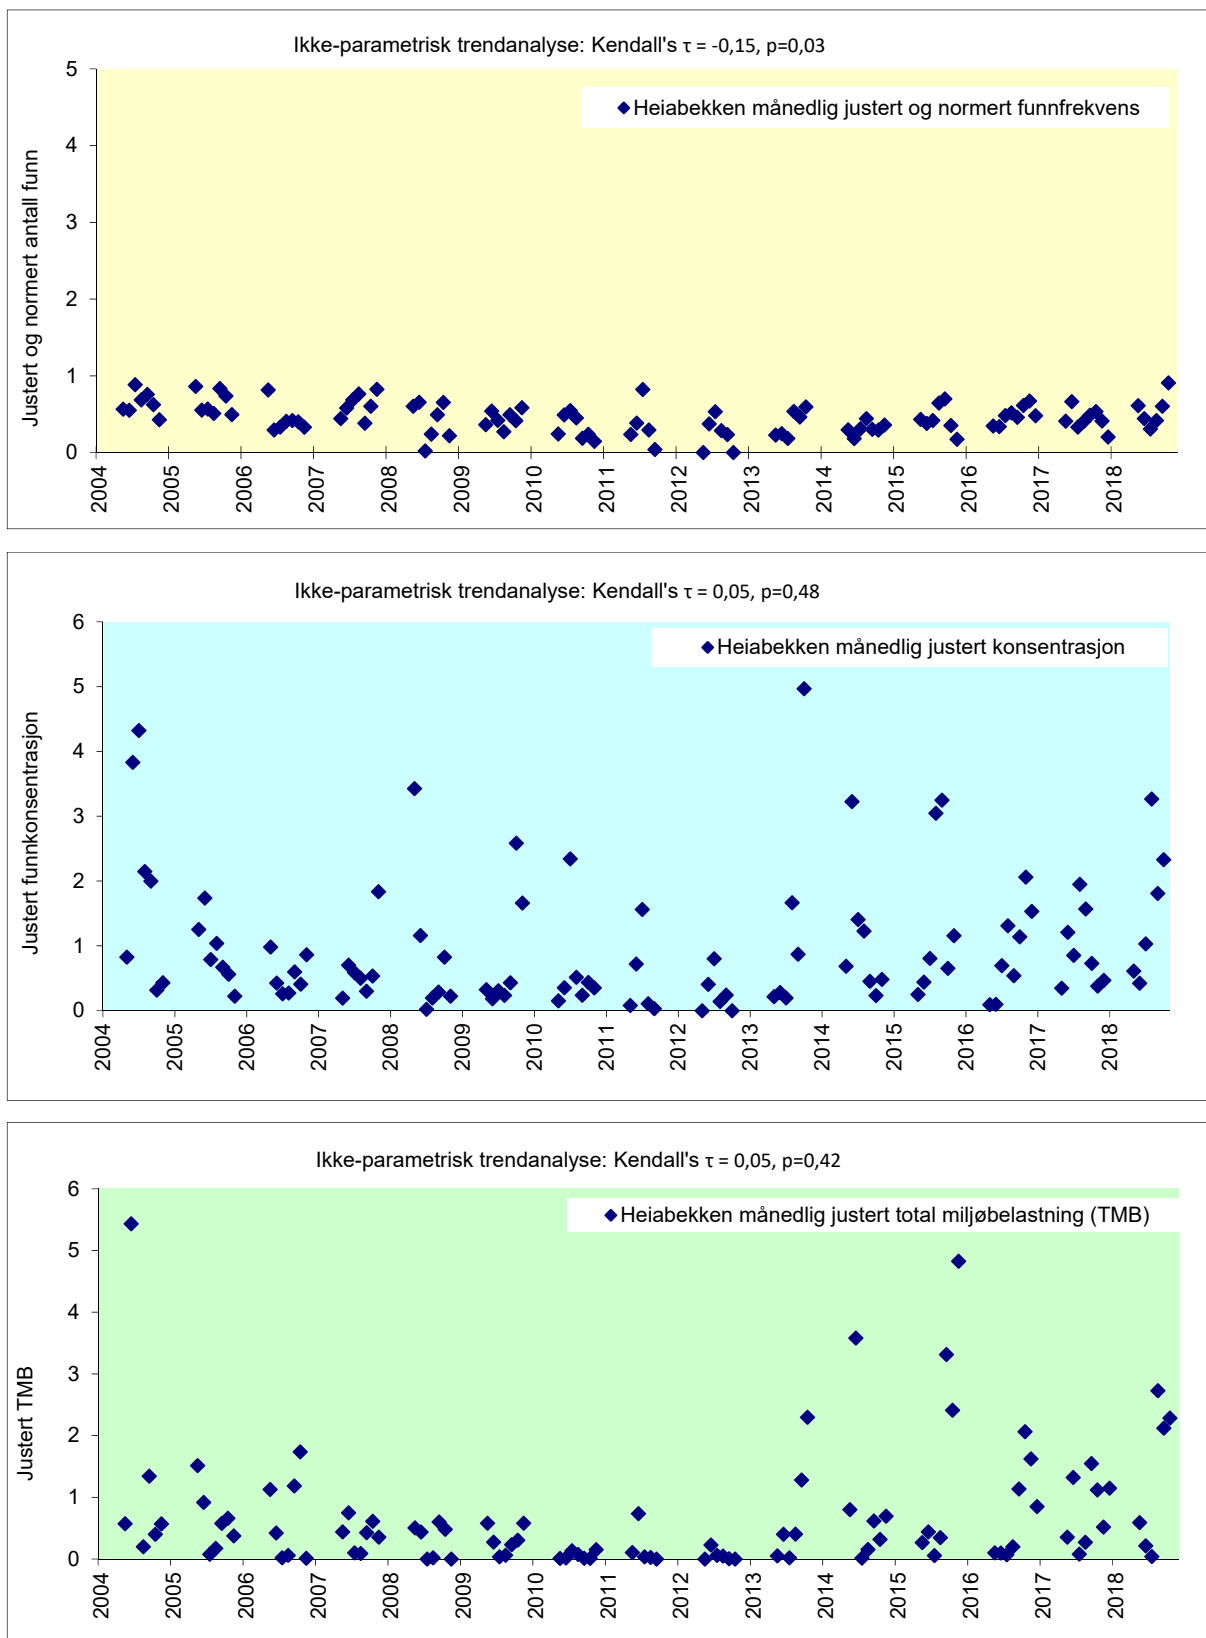 Ikke-parametrisk trendanalyse: Kendall's τ = -0,15, p=0,03
Heiabekken månedlig justert og normert funnfrekvens
Justert og normert antall funn
5
4
3
2
1
0
2004 2005 2006 2007 2008 2009 2010 2011 2012 2013 2014 2015 2016 2017 2018
Ikke-parametrisk trendanalyse: Kendall's τ = 0,05, p=0,48
Heiabekken månedlig justert konsentrasjon
Justert funnkonsentrasjon
6
5
4
3
2
1
0
2004 2005 2006 2007 2008 2009 2010 2011 2012 2013 2014 2015 2016 2017 2018
Ikke-parametrisk trendanalyse: Kendall's τ = 0,05, p=0,42
Heiabekken månedlig justert total miljøbelastning (TMB)
Justert TMB
6
5
4
3
2
1
0
2004 2005 2006 2007 2008 2009 2010 2011 2012 2013 2014 2015 2016 2017 2018